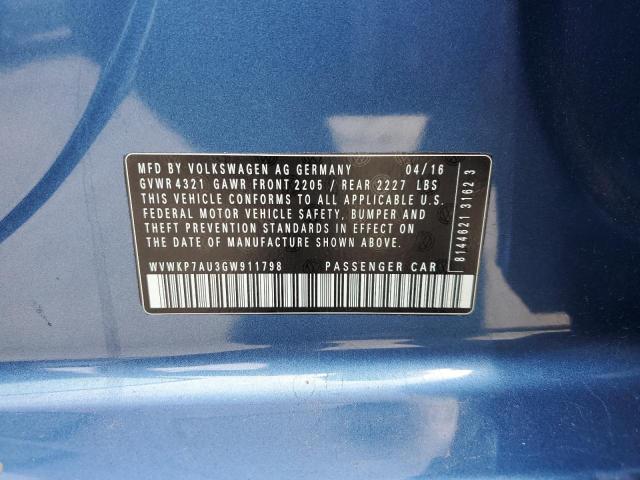 MFD BY VOLKSWAGEN AG GERMANY 04/16
GVWR 4321 GAWR FRONT 2205 / REAR 2227 LBS
THIS VEHICLE CONFORMS TO ALL APPLICABLE U.S.
FEDERAL MOTOR VEHICLE SAFETY, BUMPER AND
THEFT PREVENTION STANDARDS IN EFFECT ON
THE DATE OF MANUFACTURE SHOWN ABOVE.
WVWKP7AU3GW911798 PASSENGER CAR
8144621 3162 3